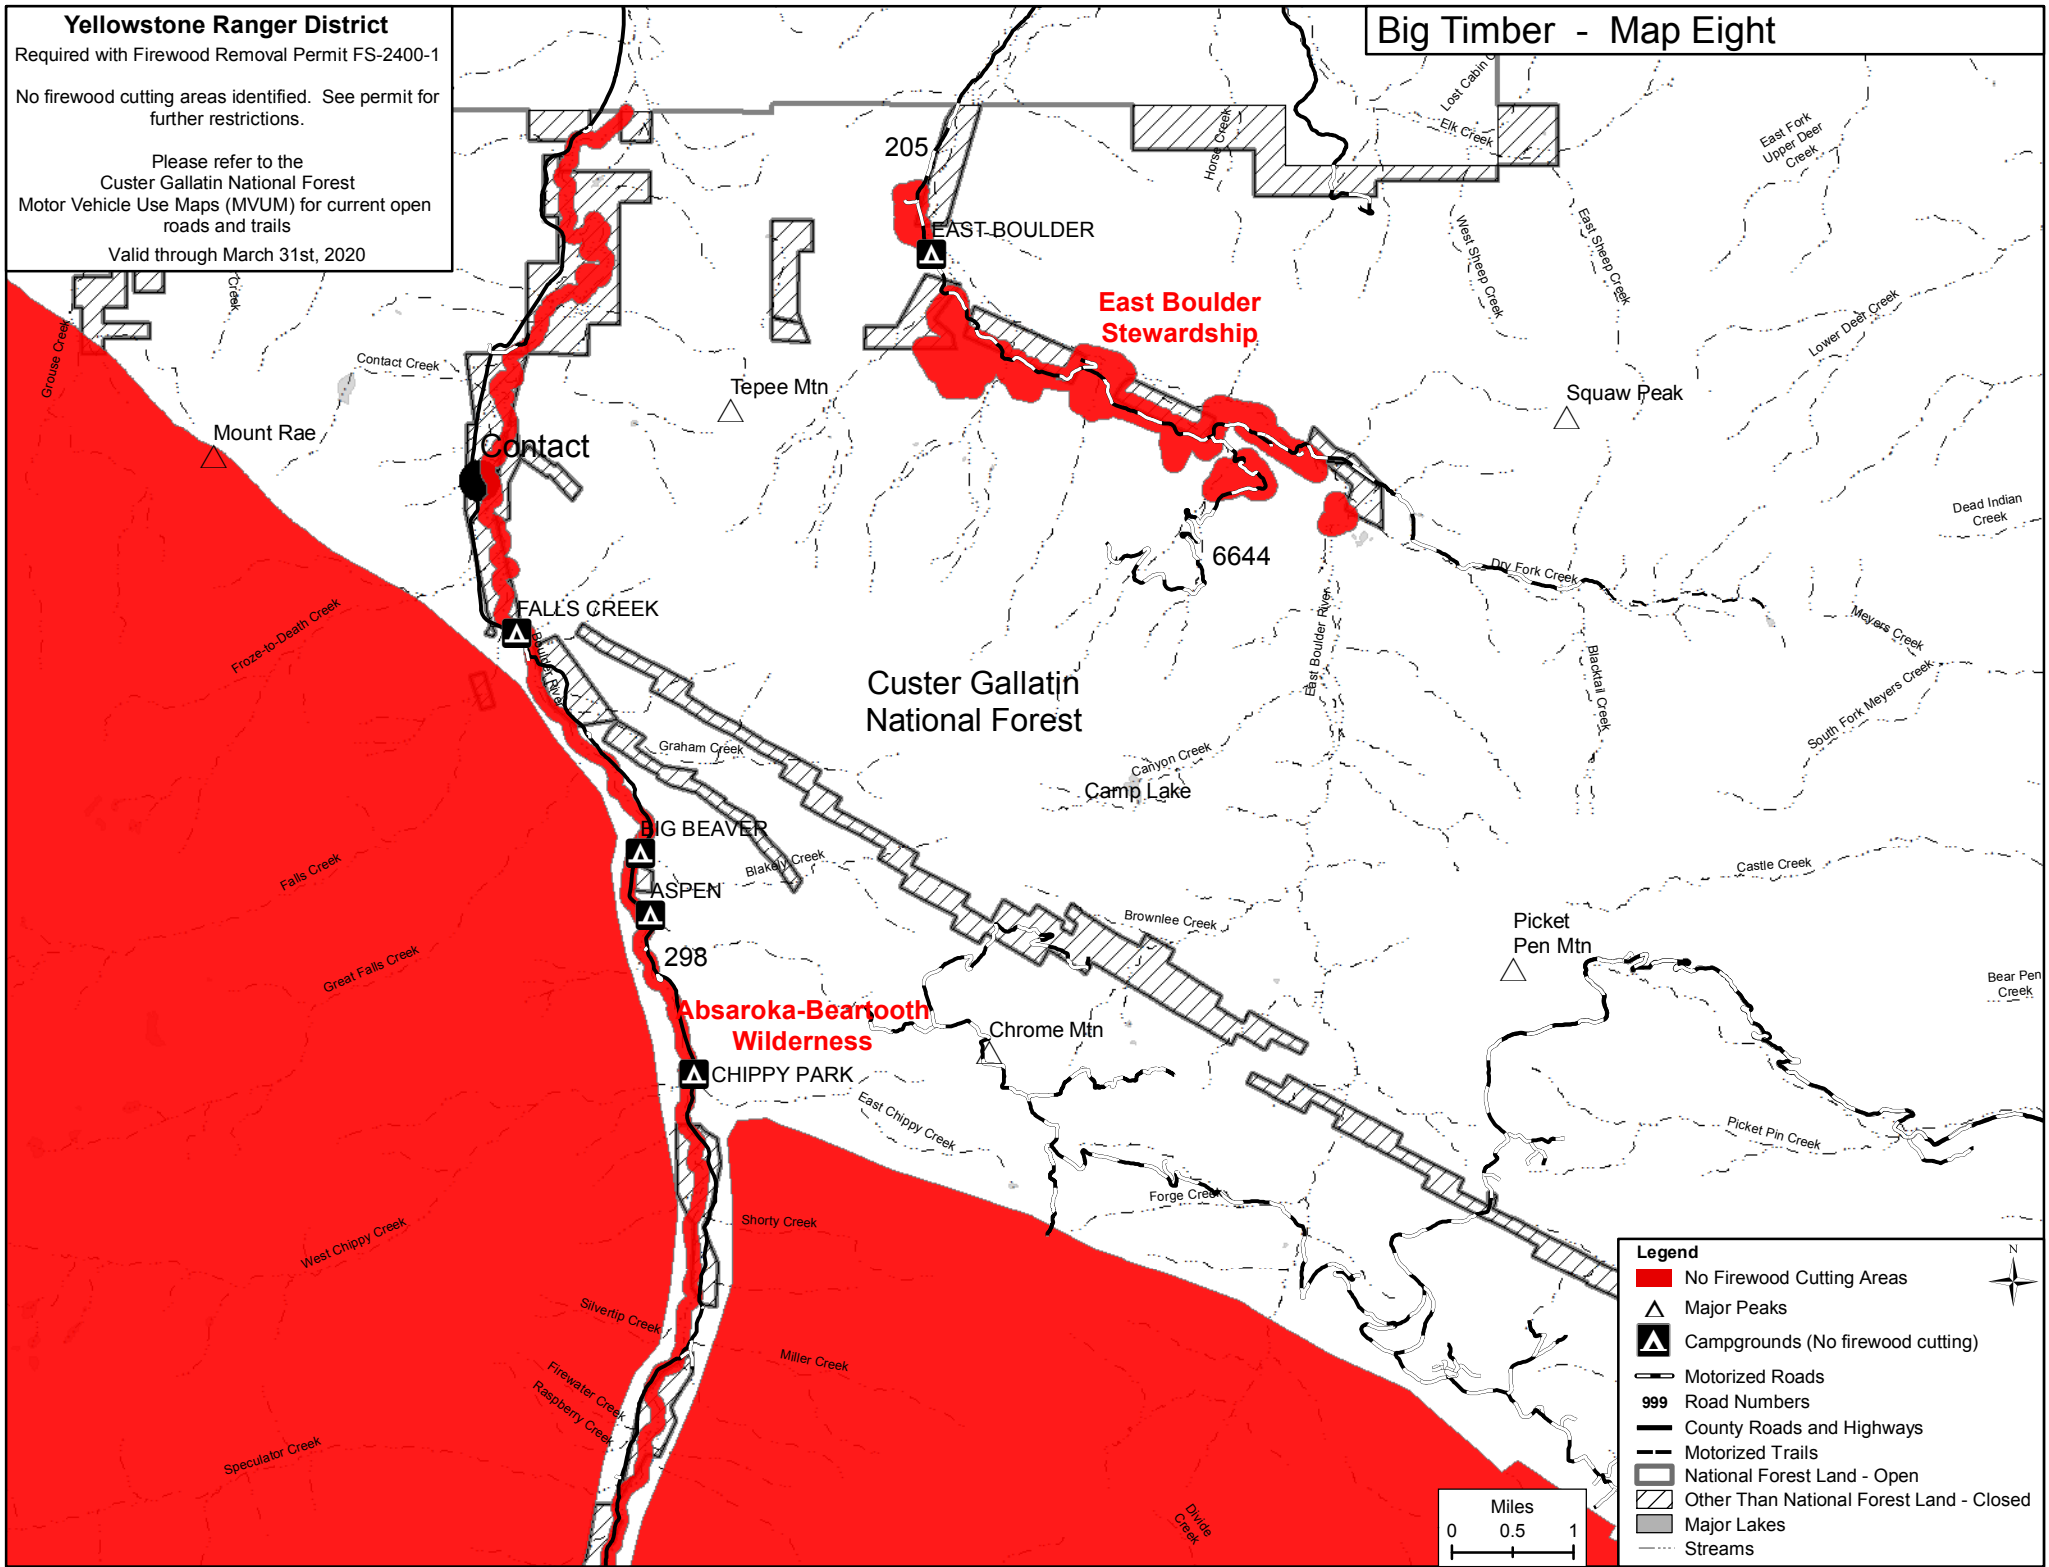 Yellowstone Ranger District
Required with Firewood Removal Permit FS-2400-1
No firewood cutting areas identified. See permit for
further restrictions.
Please refer to the
Custer Gallatin National Forest
Motor Vehicle Use Maps (MVUM) for current open
roads and trails
Valid through March 31st, 2020
Big Timber - Map Eight
Lost Cabin
Elk Creek
Horse Creek
East Fork
Upper Deer
Creek
205
EAST BOULDER
West Sheep Creek
East Sheep Creek
Creek
Grouse Creek
East Boulder
Stewardship
Lower Deer Creek
Contact Creek
Tepee Mtn
Squaw Peak
Mount Rae
Contact
Dead Indian
Creek
6644
Dry Fork Creek
FALLS CREEK
Froze-to-Death Creek
Boulder River
East Boulder River
Blacktail Creek
Meyers Creek
South Fork Meyers Creek
Custer Gallatin
National Forest
Graham Creek
Canyon Creek
Camp Lake
BIG BEAVER
Blakely Creek
Falls Creek
ASPEN
Castle Creek
Brownlee Creek
Picket
Pen Mtn
298
Great Falls Creek
Bear Pen
Creek
Absaroka-Beartooth
Wilderness
Chrome Mtn
CHIPPY PARK
East Chippy Creek
Picket Pin Creek
Forge Creek
West Chippy Creek
Shorty Creek
Silvertip Creek
Miller Creek
Firewater Creek
Raspberry Creek
Speculator Creek
Divide
Creek
Miles
0 0.5 1
Legend
N
No Firewood Cutting Areas
Major Peaks
Campgrounds (No firewood cutting)
Motorized Roads
999 Road Numbers
County Roads and Highways
Motorized Trails
National Forest Land - Open
Other Than National Forest Land - Closed
Major Lakes
Streams